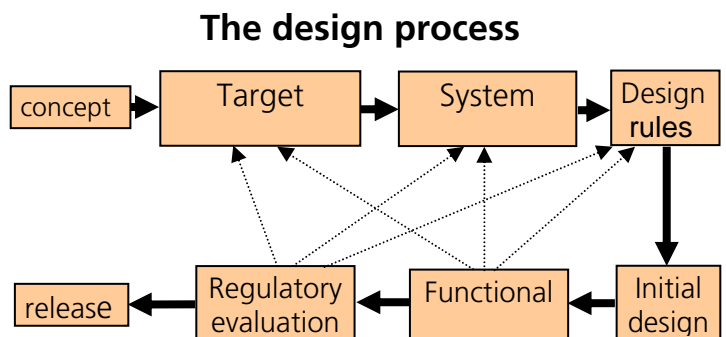 The design process
concept
Target
System
Design
rules
release
Regulatory
evaluation
Functional
Initial
design